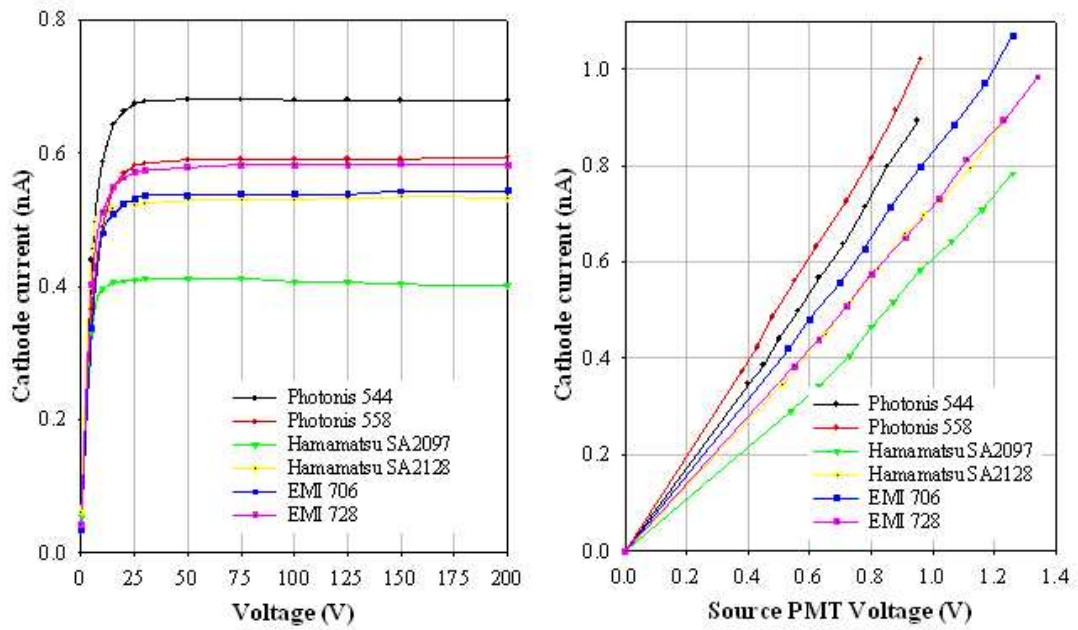 0.8
0.6
0.4
0.2
0.0
Cathode current (nA)
0 25 50 75 100 125 150 175 200
Voltage (V)
Photonis 544
Photonis 558
Hamamatsu SA2097
Hamamatsu SA2128
EMI 706
EMI 728
1.0
0.8
0.6
0.4
0.2
0.0
Cathode current (nA)
0.0 0.2 0.4 0.6 0.8 1.0 1.2 1.4
Source PMT Voltage (V)
Photonis 544
Photonis 558
Hamamatsu SA2097
Hamamatsu SA2128
EMI 706
EMI 728